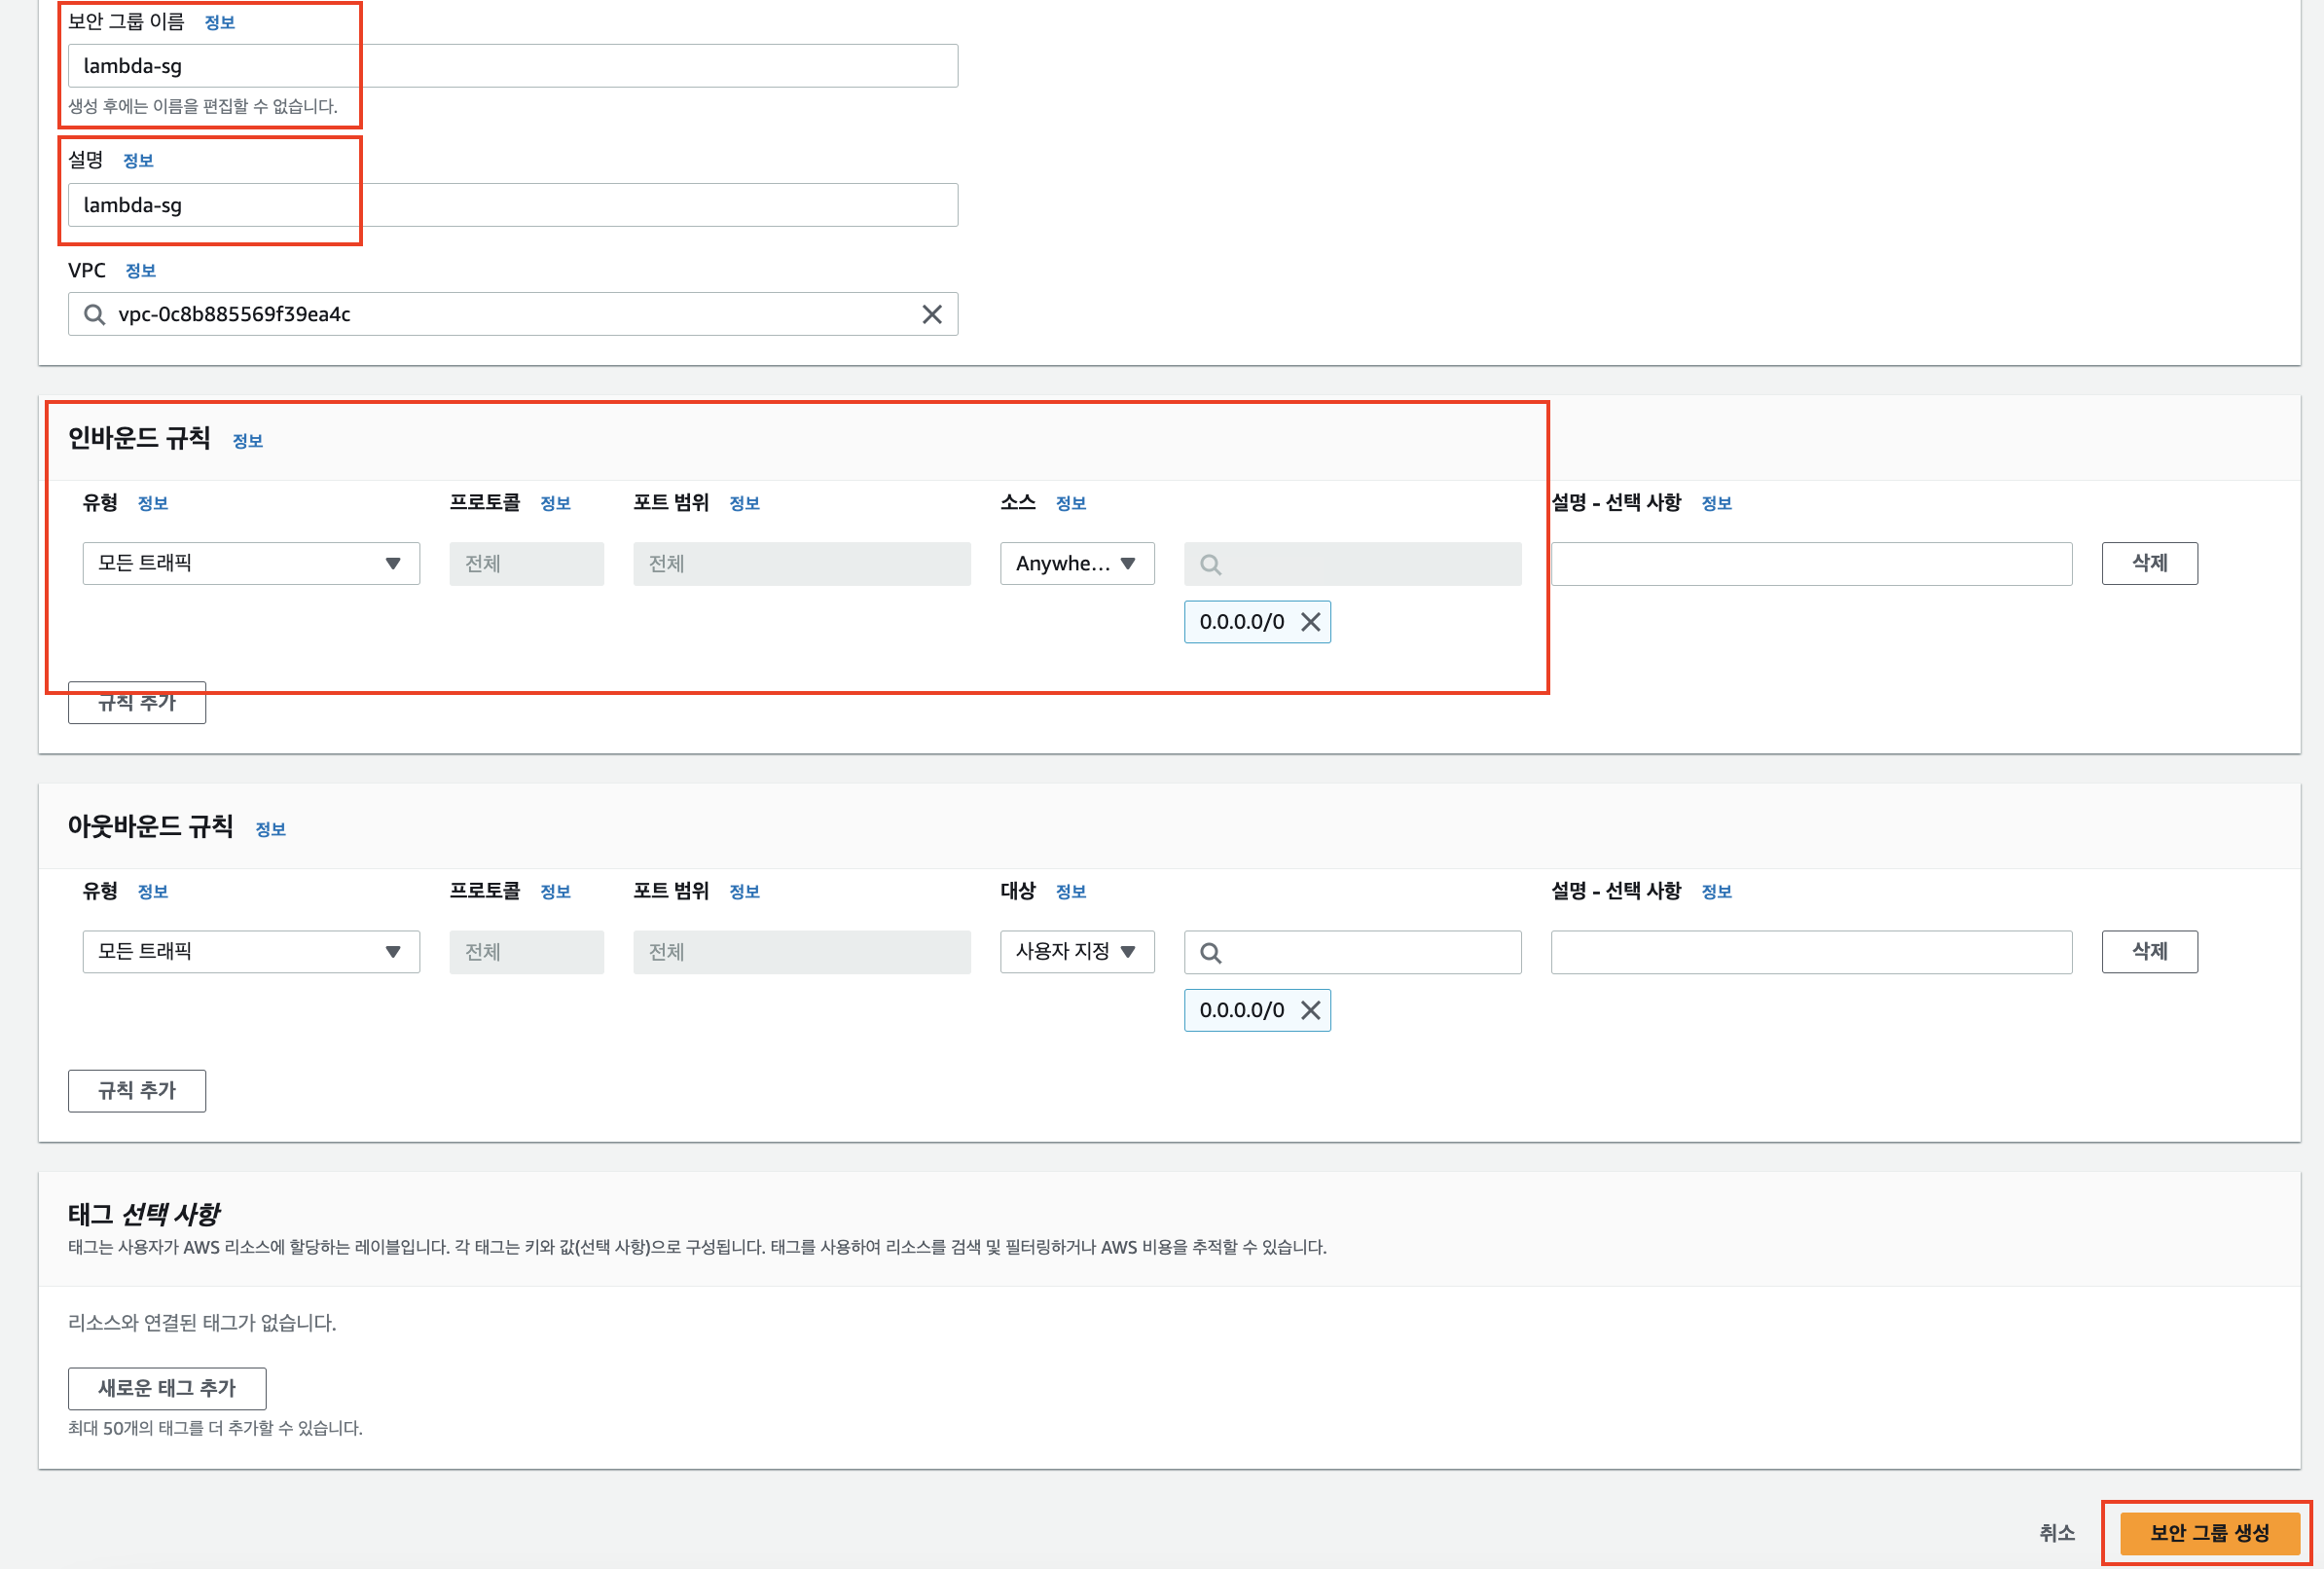 보안 그룹 이름 정보
lambda-sg
생성 후에는 이름을 편집할 수 없습니다.
설명 정보
lambda-sg
VPC 정보
vpc-0c8b885569f39ea4c
인바운드 규칙 정보
유형 정보 프로토콜 정보 포트 범위 정보 소스 정보 설명 - 선택 사항 정보
모든 트래픽 전체 전체 Anywhe... 삭제
0.0.0.0/0
규칙 추가
아웃바운드 규칙 정보
유형 정보 프로토콜 정보 포트 범위 정보 대상 정보 설명 - 선택 사항 정보
모든 트래픽 전체 전체 사용자 지정 삭제
0.0.0.0/0
규칙 추가
태그 선택 사항
태그는 사용자가 AWS 리소스에 할당하는 레이블입니다. 각 태그는 키와 값(선택 사항)으로 구성됩니다. 태그를 사용하여 리소스를 검색 및 필터링하거나 AWS 비용을 추적할 수 있습니다.
리소스와 연결된 태그가 없습니다.
새로운 태그 추가
최대 50개의 태그를 더 추가할 수 있습니다.
취소 보안 그룹 생성